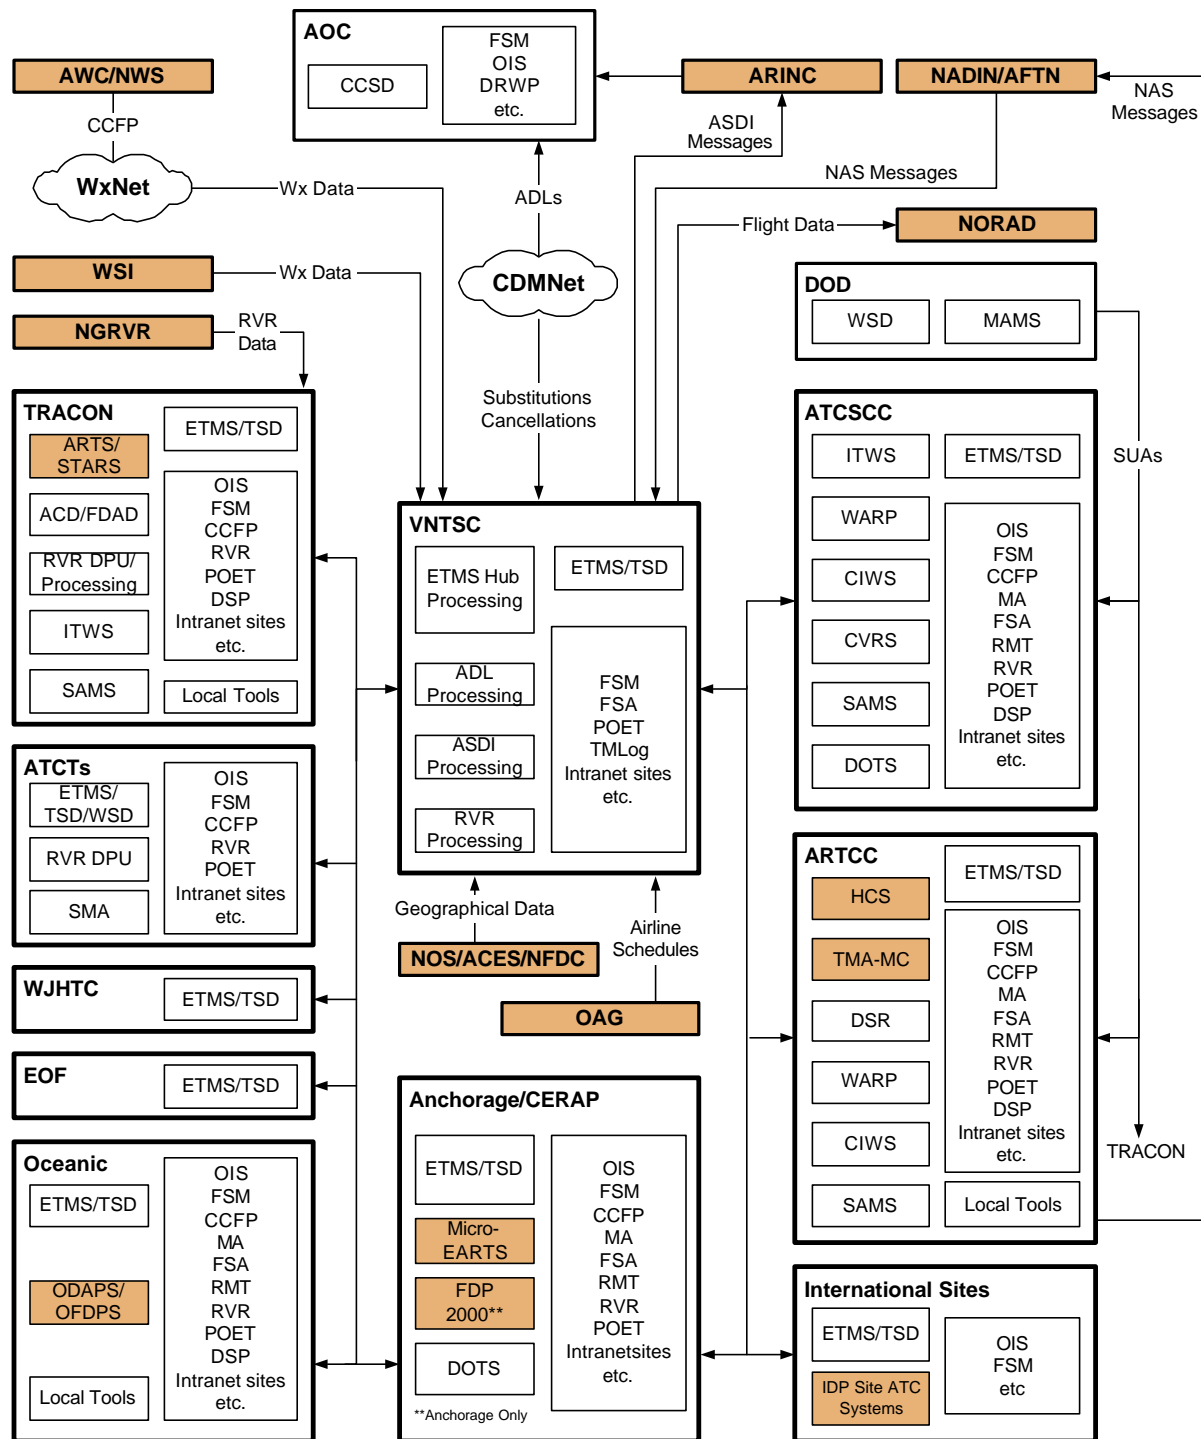 AOC
CCSD
FSM
OIS
DRWP
etc.
AWC/NWS
CCFP
WxNet
Wx Data
ARINC
ASDI
Messages
NADIN/AFTN
NAS
Messages
NAS Messages
ADLs
Flight Data
NORAD
WSI
Wx Data
CDMNet
NGRVR
RVR
Data
DOD
WSD
MAMS
Substitutions
Cancellations
SUAs
TRACON
ETMS/TSD
ARTS/
STARS
ACD/FDAD
RVR DPU/
Processing
ITWS
SAMS
OIS
FSM
CCFP
RVR
POET
DSP
Intranet sites
etc.
Local Tools
VNTSC
ETMS Hub
Processing
ETMS/TSD
ADL
Processing
ASDI
Processing
RVR
Processing
FSM
FSA
POET
TMLog
Intranet sites
etc.
ATCSCC
ITWS
ETMS/TSD
WARP
CIWS
CVRS
SAMS
DOTS
OIS
FSM
CCFP
MA
FSA
RMT
RVR
POET
DSP
Intranet sites
etc.
ATCTs
ETMS/
TSD/WSD
RVR DPU
SMA
OIS
FSM
CCFP
RVR
POET
Intranet sites
etc.
Geographical Data
NOS/ACES/NFDC
Airline
Schedules
OAG
ARTCC
ETMS/TSD
HCS
TMA-MC
DSR
WARP
CIWS
SAMS
OIS
FSM
CCFP
MA
FSA
RMT
RVR
POET
DSP
Intranet sites
etc.
Local Tools
TRACON
WJHTC
ETMS/TSD
EOF
ETMS/TSD
Oceanic
ETMS/TSD
ODAPS/
OFDPS
Local Tools
OIS
FSM
CCFP
MA
FSA
RMT
RVR
POET
DSP
Intranet sites
etc.
Anchorage/CERAP
ETMS/TSD
Micro-
EARTS
FDP
2000**
DOTS
**Anchorage Only
OIS
FSM
CCFP
MA
FSA
RMT
RVR
POET
Intranetsites
etc.
International Sites
ETMS/TSD
IDP Site ATC
Systems
OIS
FSM
etc